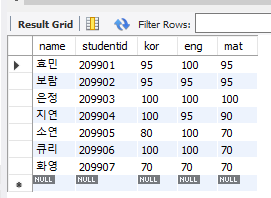 Result Grid Filter Rows:
name studentid kor eng mat
효민 209901 95 100 95
보람 209902 95 95 95
은정 209903 100 100 100
지연 209904 100 95 90
소연 209905 80 100 70
큐리 209906 100 100 70
화영 209907 70 70 70
NULL NULL NULL NULL NULL